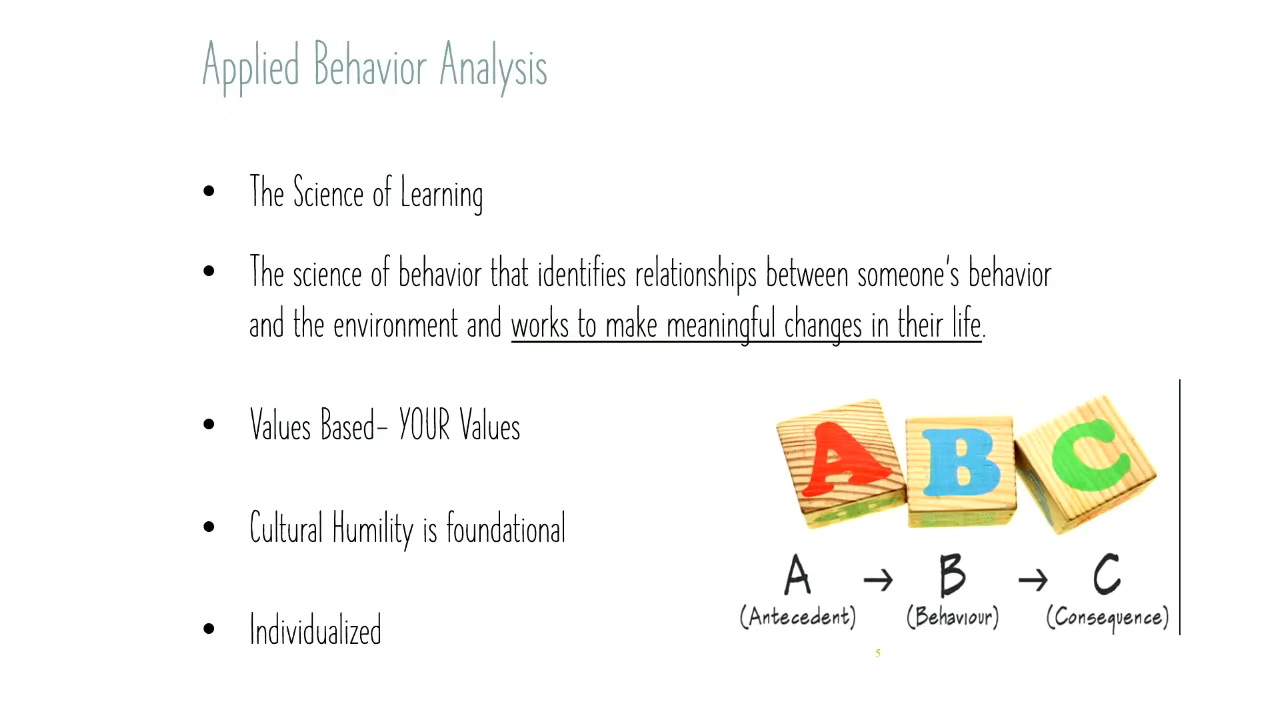 Applied Behavior Analysis
• The Science of Learning
• The science of behavior that identifies relationships between someone's behavior
and the environment and works to make meaningful changes in their life.
• Values Based- YOUR Values
• Cultural Humility is foundational
• Individualized
A B C
A → B → C
(Antecedent) (Behaviour) (Consequence)
5